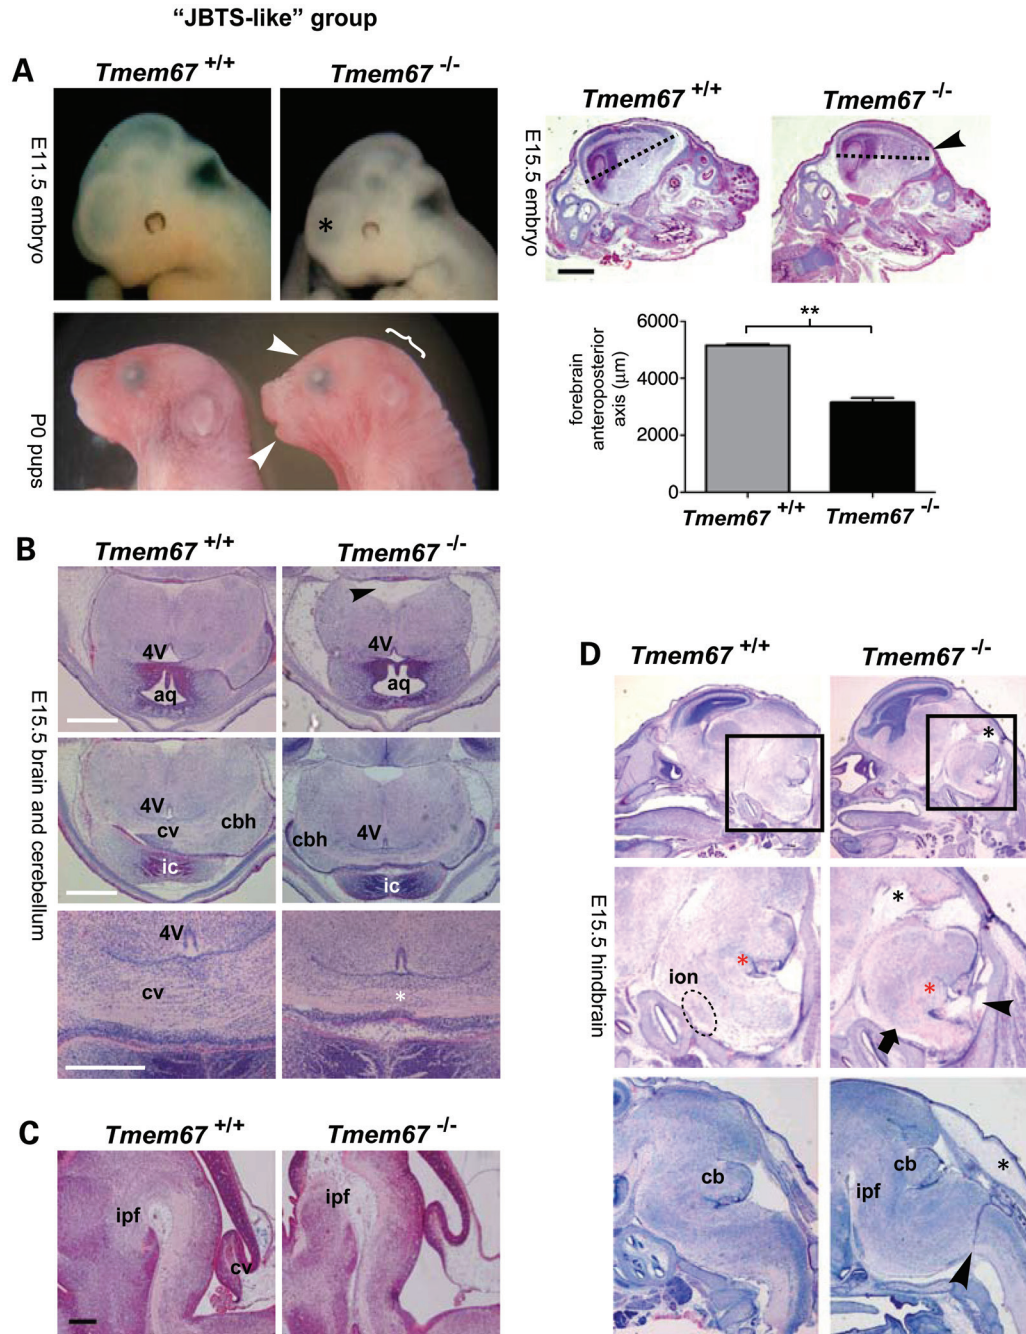 “JBTS-like” group
A
Tmem67 +/+
Tmem67 -/-
E11.5 embryo
*
P0 pups
Tmem67 +/+
Tmem67 -/-
E15.5 embryo
**
forebrain
anteroposterior
axis (μm)
6000
4000
2000
0
Tmem67 +/+
Tmem67 -/-
B
Tmem67 +/+
Tmem67 -/-
E15.5 brain and cerebellum
4V
aq
4V
aq
4V
cv
cbh
ic
cbh
4V
ic
4V
cv
*
C
Tmem67 +/+
Tmem67 -/-
ipf
cv
ipf
D
Tmem67 +/+
Tmem67 -/-
E15.5 hindbrain
*
*
ion
*
*
cb
cb
ipf
*